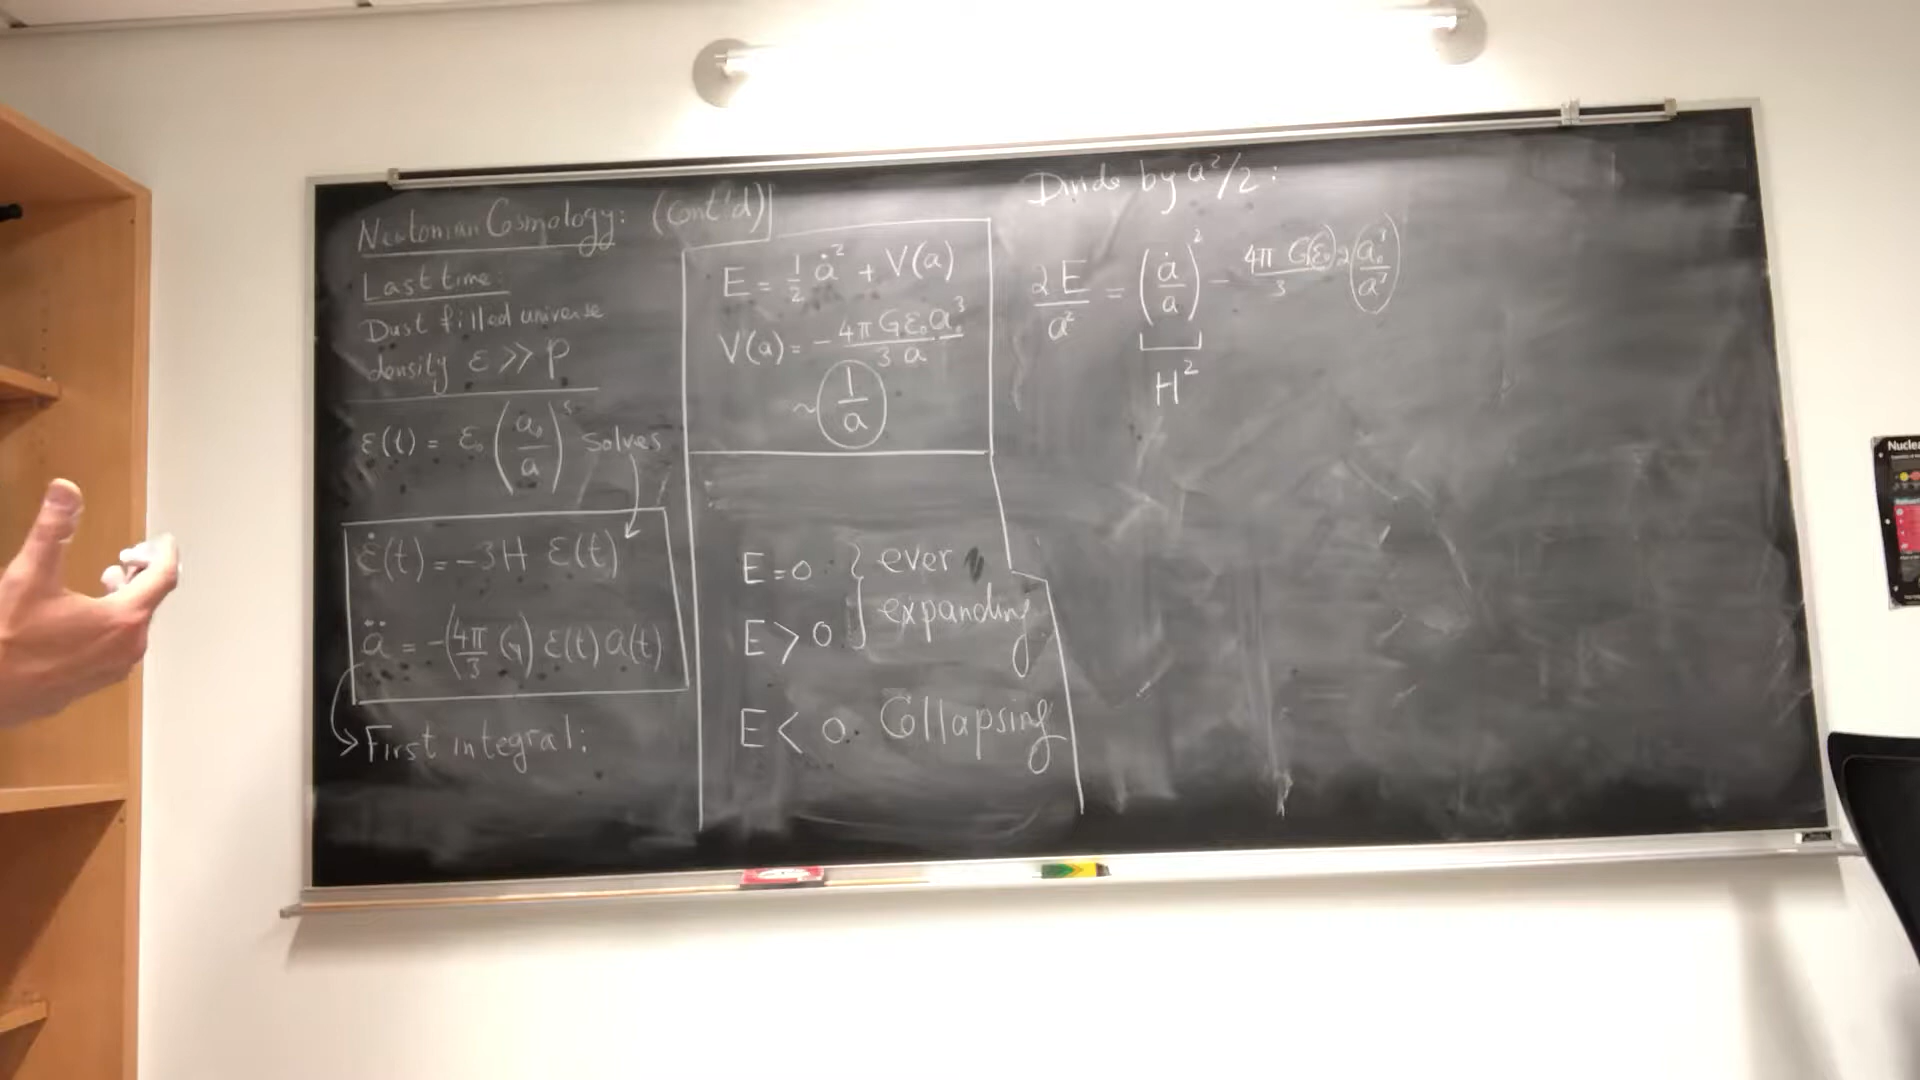 Newtonian Cosmology: (Cont'd)
Last time:
Dust filled universe
density ε ≫ p
ε(t) = ε₀ (a₀/a) solves
ε̇(t) = -3H ε(t)
ä = -(4π/3 G) ε(t) a(t)
First integral:
E = 1/2 ȧ² + V(a)
V(a) = - 4π G ε₀ a₀³ / 3 a
~ 1/a
E = 0 } ever
E > 0 } expanding
E < 0. Collapsing
Divide by a²/2:
2E/a² = (ȧ/a)² - 4π G ε₀/3 2 a₀³/a³
H²
Nuclea